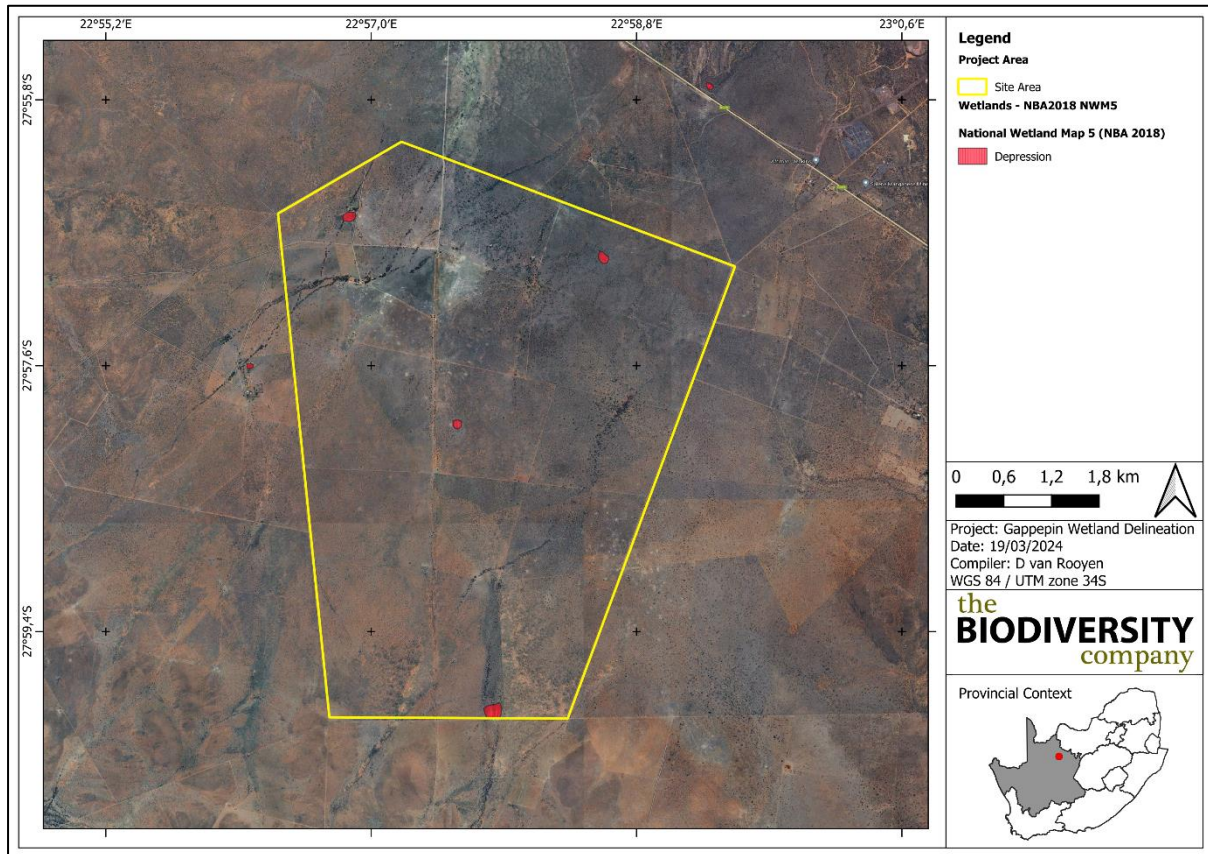 22°55,2'E 22°57,0'E 22°58,8'E 23°0,6'E
27°55,8'S
27°57,6'S
27°59,4'S
Legend
Project Area
Site Area
Wetlands - NBA2018 NWM5
National Wetland Map 5 (NBA 2018)
Depression
0 0,6 1,2 1,8 km
Project: Gappepin Wetland Delineation
Date: 19/03/2024
Compiler: D van Rooyen
WGS 84 / UTM zone 34S
the
BIODIVERSITY
company
Provincial Context